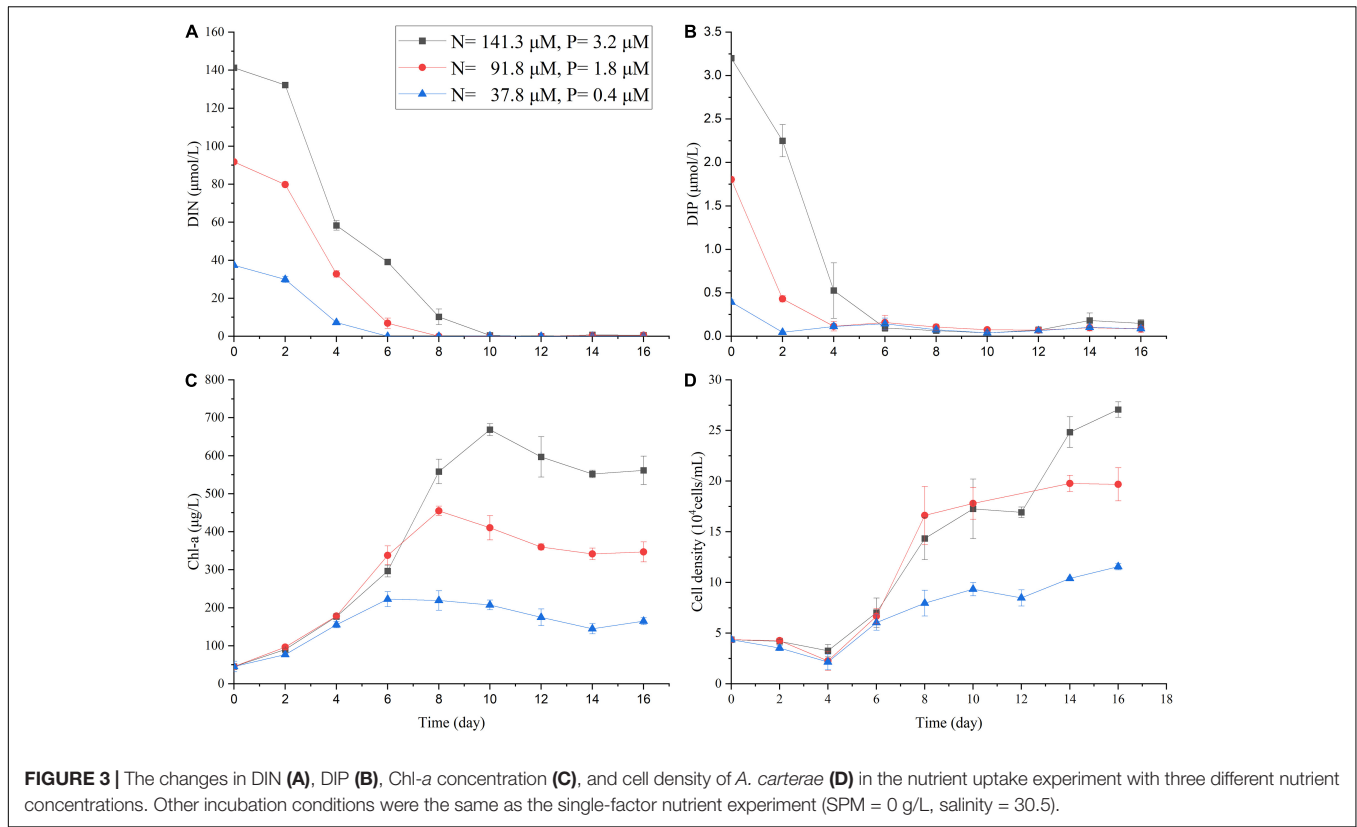 A
N= 141.3 μM, P= 3.2 μM
N= 91.8 μM, P= 1.8 μM
N= 37.8 μM, P= 0.4 μM
DIN (μmol/L)
160
140
120
100
80
60
40
20
0
0 2 4 6 8 10 12 14 16
B
DIP (μmol/L)
3.5
3.0
2.5
2.0
1.5
1.0
0.5
0.0
0 2 4 6 8 10 12 14 16
C
Chl-a (μg/L)
800
700
600
500
400
300
200
100
0
0 2 4 6 8 10 12 14 16
Time (day)
D
Cell density (10⁴cells/mL)
30
25
20
15
10
5
0
0 2 4 6 8 10 12 14 16 18
Time (day)
FIGURE 3 | The changes in DIN (A), DIP (B), Chl-a concentration (C), and cell density of A. carterae (D) in the nutrient uptake experiment with three different nutrient
concentrations. Other incubation conditions were the same as the single-factor nutrient experiment (SPM = 0 g/L, salinity = 30.5).